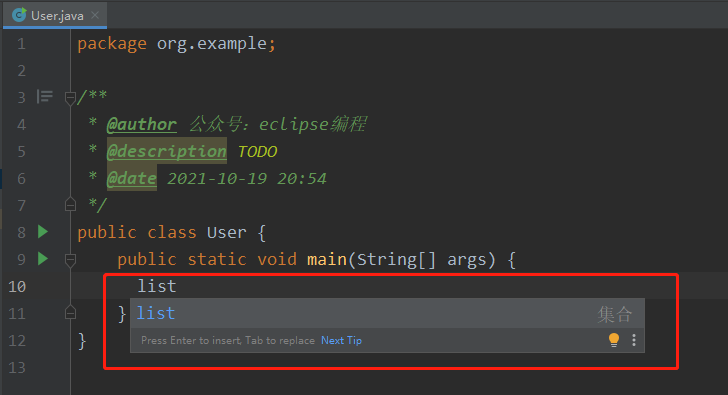 User.java
1 package org.example;
2
3 /**
4 * @author 公众号：eclipse编程
5 * @description TODO
6 * @date 2021-10-19 20:54
7 */
8 public class User {
9 public static void main(String[] args) {
10 list
11 }
list 集合
Press Enter to insert, Tab to replace Next Tip
12 }
13